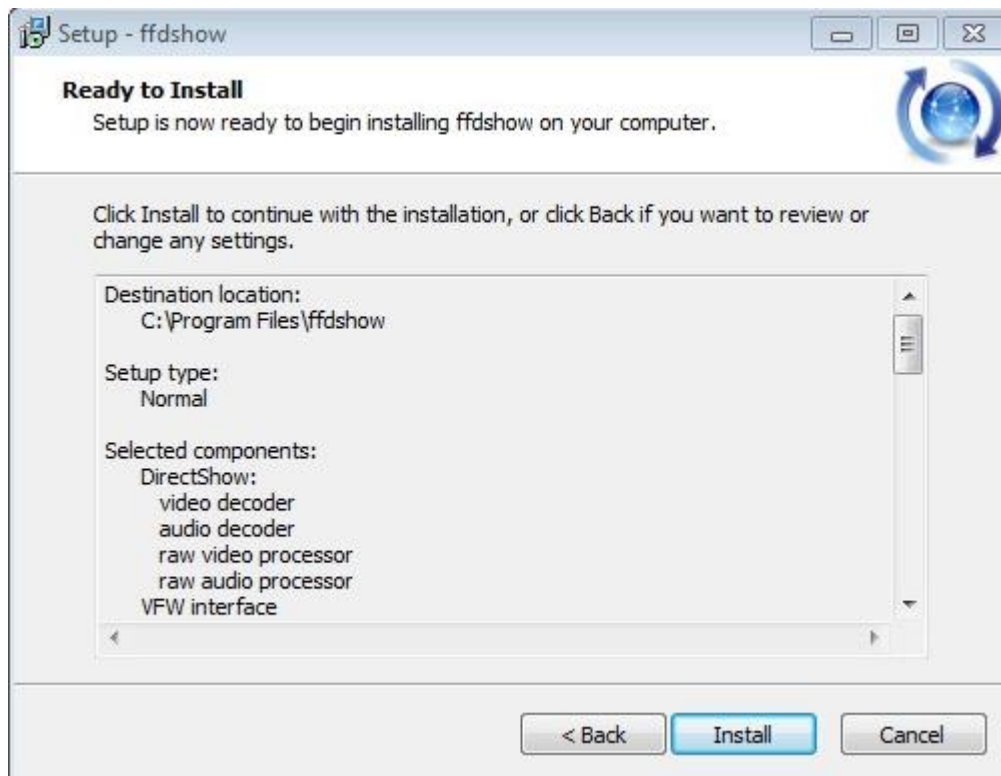 Setup - ffdshow
Ready to Install
Setup is now ready to begin installing ffdshow on your computer.
Click Install to continue with the installation, or click Back if you want to review or
change any settings.
Destination location:
C:\Program Files\ffdshow
Setup type:
Normal
Selected components:
DirectShow:
video decoder
audio decoder
raw video processor
raw audio processor
VFW interface
< Back
Install
Cancel